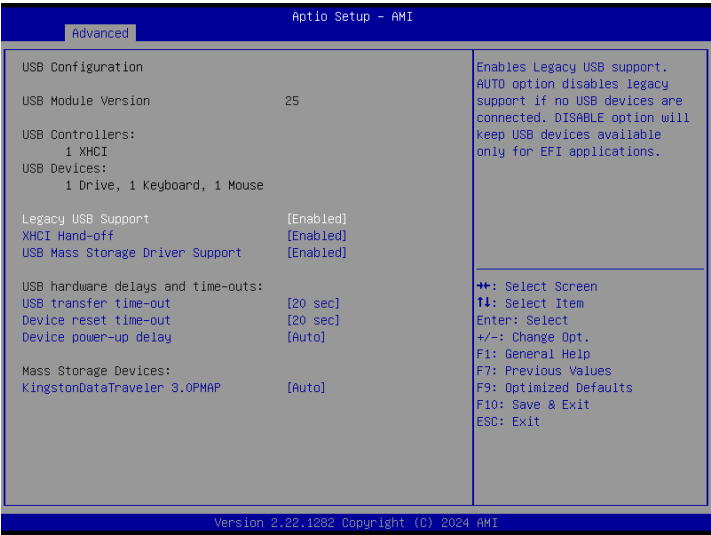 Aptio Setup - AMI
Advanced
USB Configuration
USB Module Version 25
USB Controllers:
1 XHCI
USB Devices:
1 Drive, 1 Keyboard, 1 Mouse
Legacy USB Support [Enabled]
XHCI Hand-off [Enabled]
USB Mass Storage Driver Support [Enabled]
USB hardware delays and time-outs:
USB transfer time-out [20 sec]
Device reset time-out [20 sec]
Device power-up delay [Auto]
Mass Storage Devices:
KingstonDataTraveler 3.0PMAP [Auto]
Enables Legacy USB support.
AUTO option disables legacy
support if no USB devices are
connected. DISABLE option will
keep USB devices available
only for EFI applications.
→←: Select Screen
↑↓: Select Item
Enter: Select
+/-: Change Opt.
F1: General Help
F7: Previous Values
F9: Optimized Defaults
F10: Save & Exit
ESC: Exit
Version 2.22.1282 Copyright (C) 2024 AMI